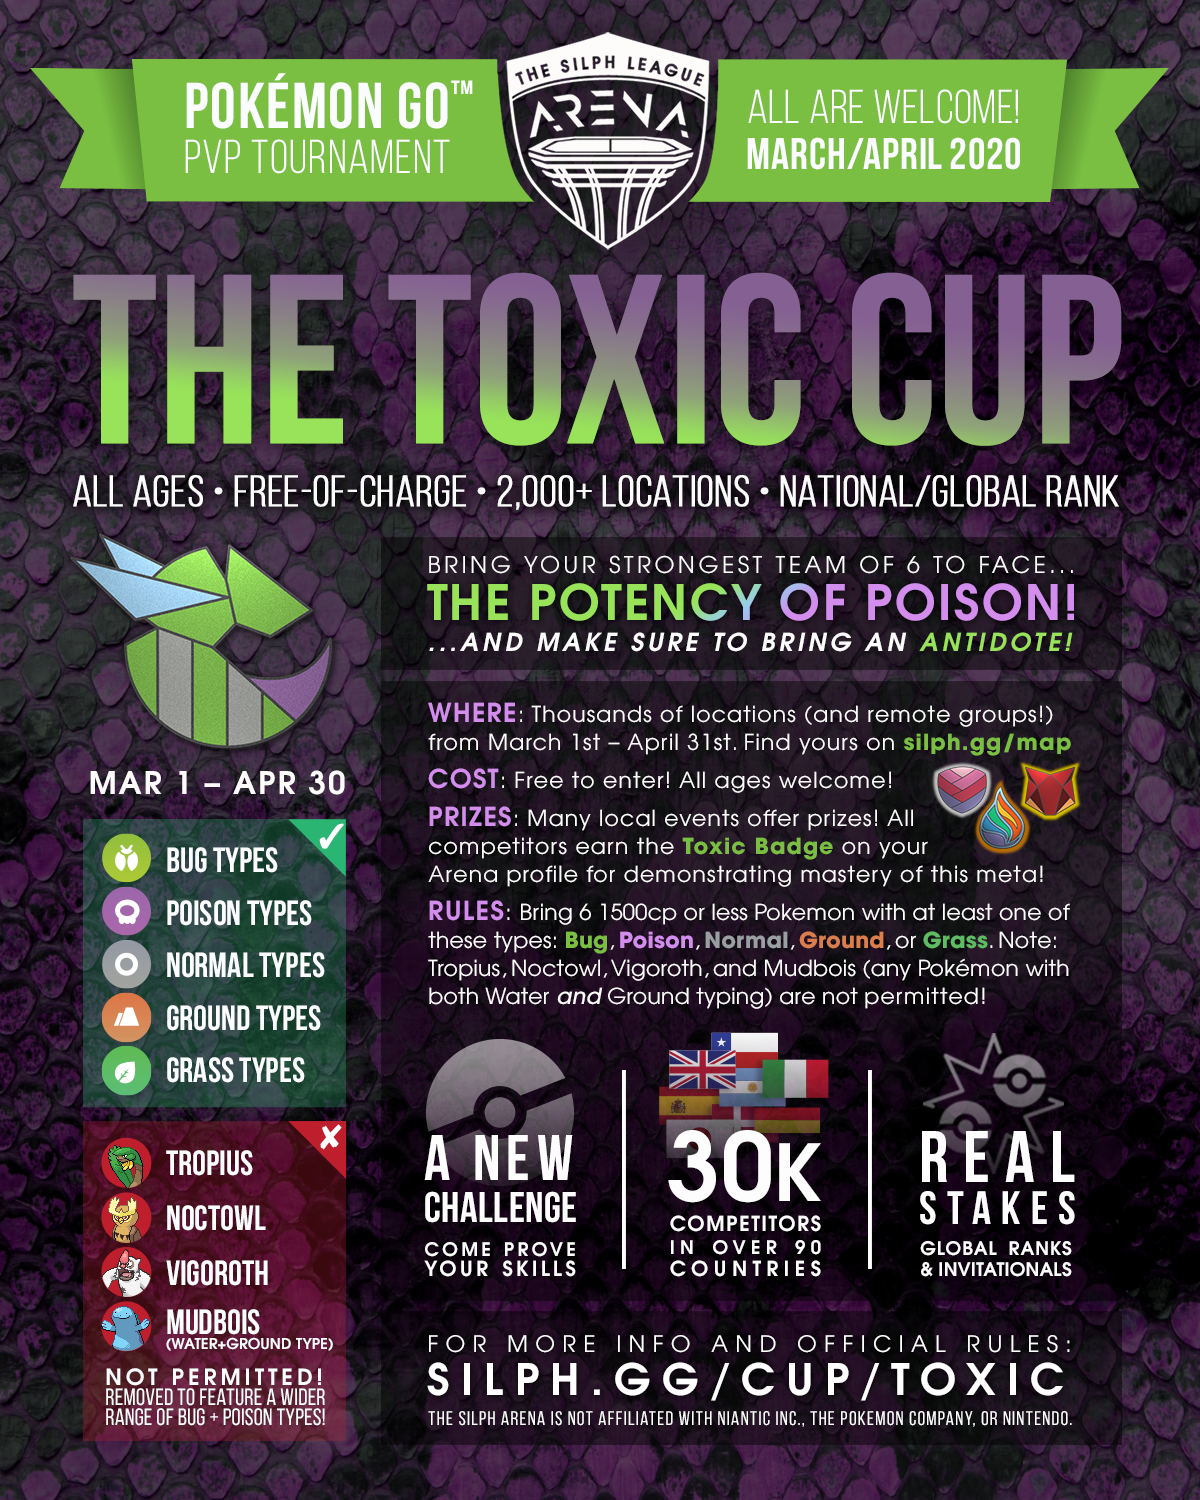 POKÉMON GO™
PVP TOURNAMENT
THE SILPH LEAGUE
ARENA
ALL ARE WELCOME!
MARCH/APRIL 2020
THE TOXIC CUP
ALL AGES • FREE-OF-CHARGE • 2,000+ LOCATIONS • NATIONAL/GLOBAL RANK
MAR 1 – APR 30
BUG TYPES
POISON TYPES
NORMAL TYPES
GROUND TYPES
GRASS TYPES
TROPIUS
NOCTOWL
VIGOROTH
MUDBOIS
(WATER+GROUND TYPE)
NOT PERMITTED!
REMOVED TO FEATURE A WIDER
RANGE OF BUG + POISON TYPES!
BRING YOUR STRONGEST TEAM OF 6 TO FACE...
THE POTENCY OF POISON!
...AND MAKE SURE TO BRING AN ANTIDOTE!
WHERE: Thousands of locations (and remote groups!)
from March 1st – April 31st. Find yours on silph.gg/map
COST: Free to enter! All ages welcome!
PRIZES: Many local events offer prizes! All
competitors earn the Toxic Badge on your
Arena profile for demonstrating mastery of this meta!
RULES: Bring 6 1500cp or less Pokemon with at least one of
these types: Bug, Poison, Normal, Ground, or Grass. Note:
Tropius, Noctowl, Vigoroth, and Mudbois (any Pokémon with
both Water and Ground typing) are not permitted!
A NEW
CHALLENGE
COME PROVE
YOUR SKILLS
30K
COMPETITORS
IN OVER 90
COUNTRIES
REAL
STAKES
GLOBAL RANKS
& INVITATIONALS
FOR MORE INFO AND OFFICIAL RULES:
SILPH.GG/CUP/TOXIC
THE SILPH ARENA IS NOT AFFILIATED WITH NIANTIC INC., THE POKEMON COMPANY, OR NINTENDO.